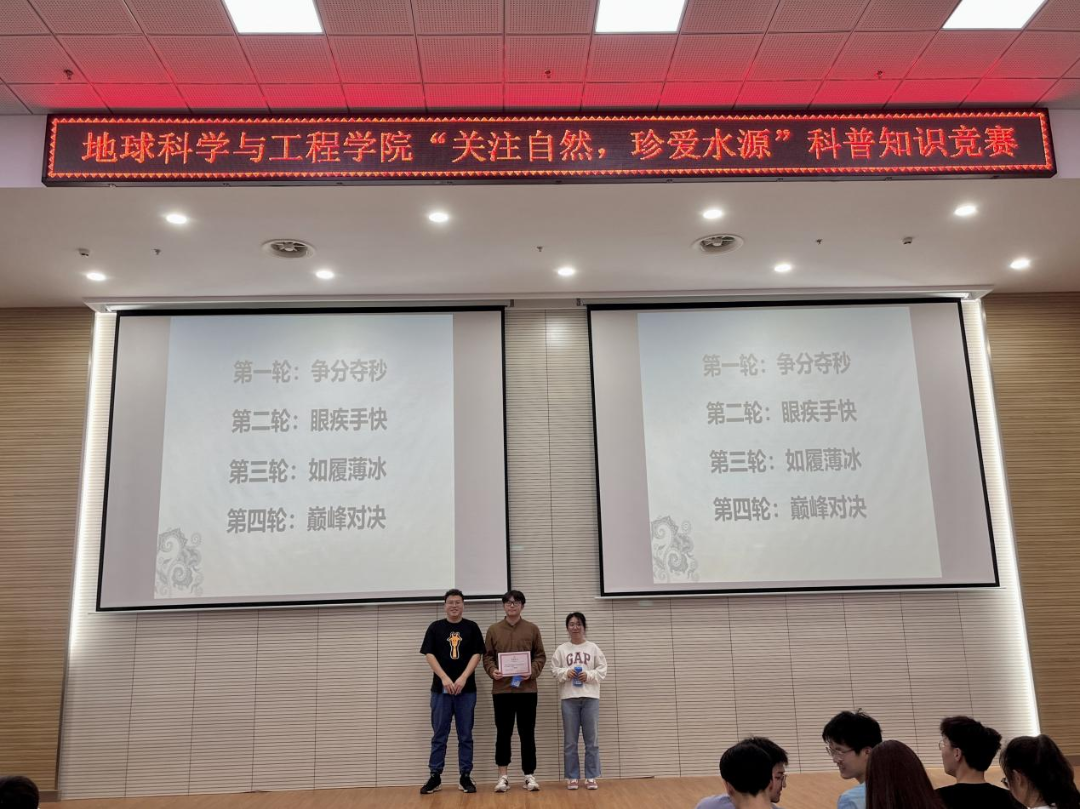 地球科学与工程学院“关注自然，珍爱水源”科普知识竞赛
第一轮：争分夺秒
第二轮：眼疾手快
第三轮：如履薄冰
第四轮：巅峰对决
第一轮：争分夺秒
第二轮：眼疾手快
第三轮：如履薄冰
第四轮：巅峰对决
GAP